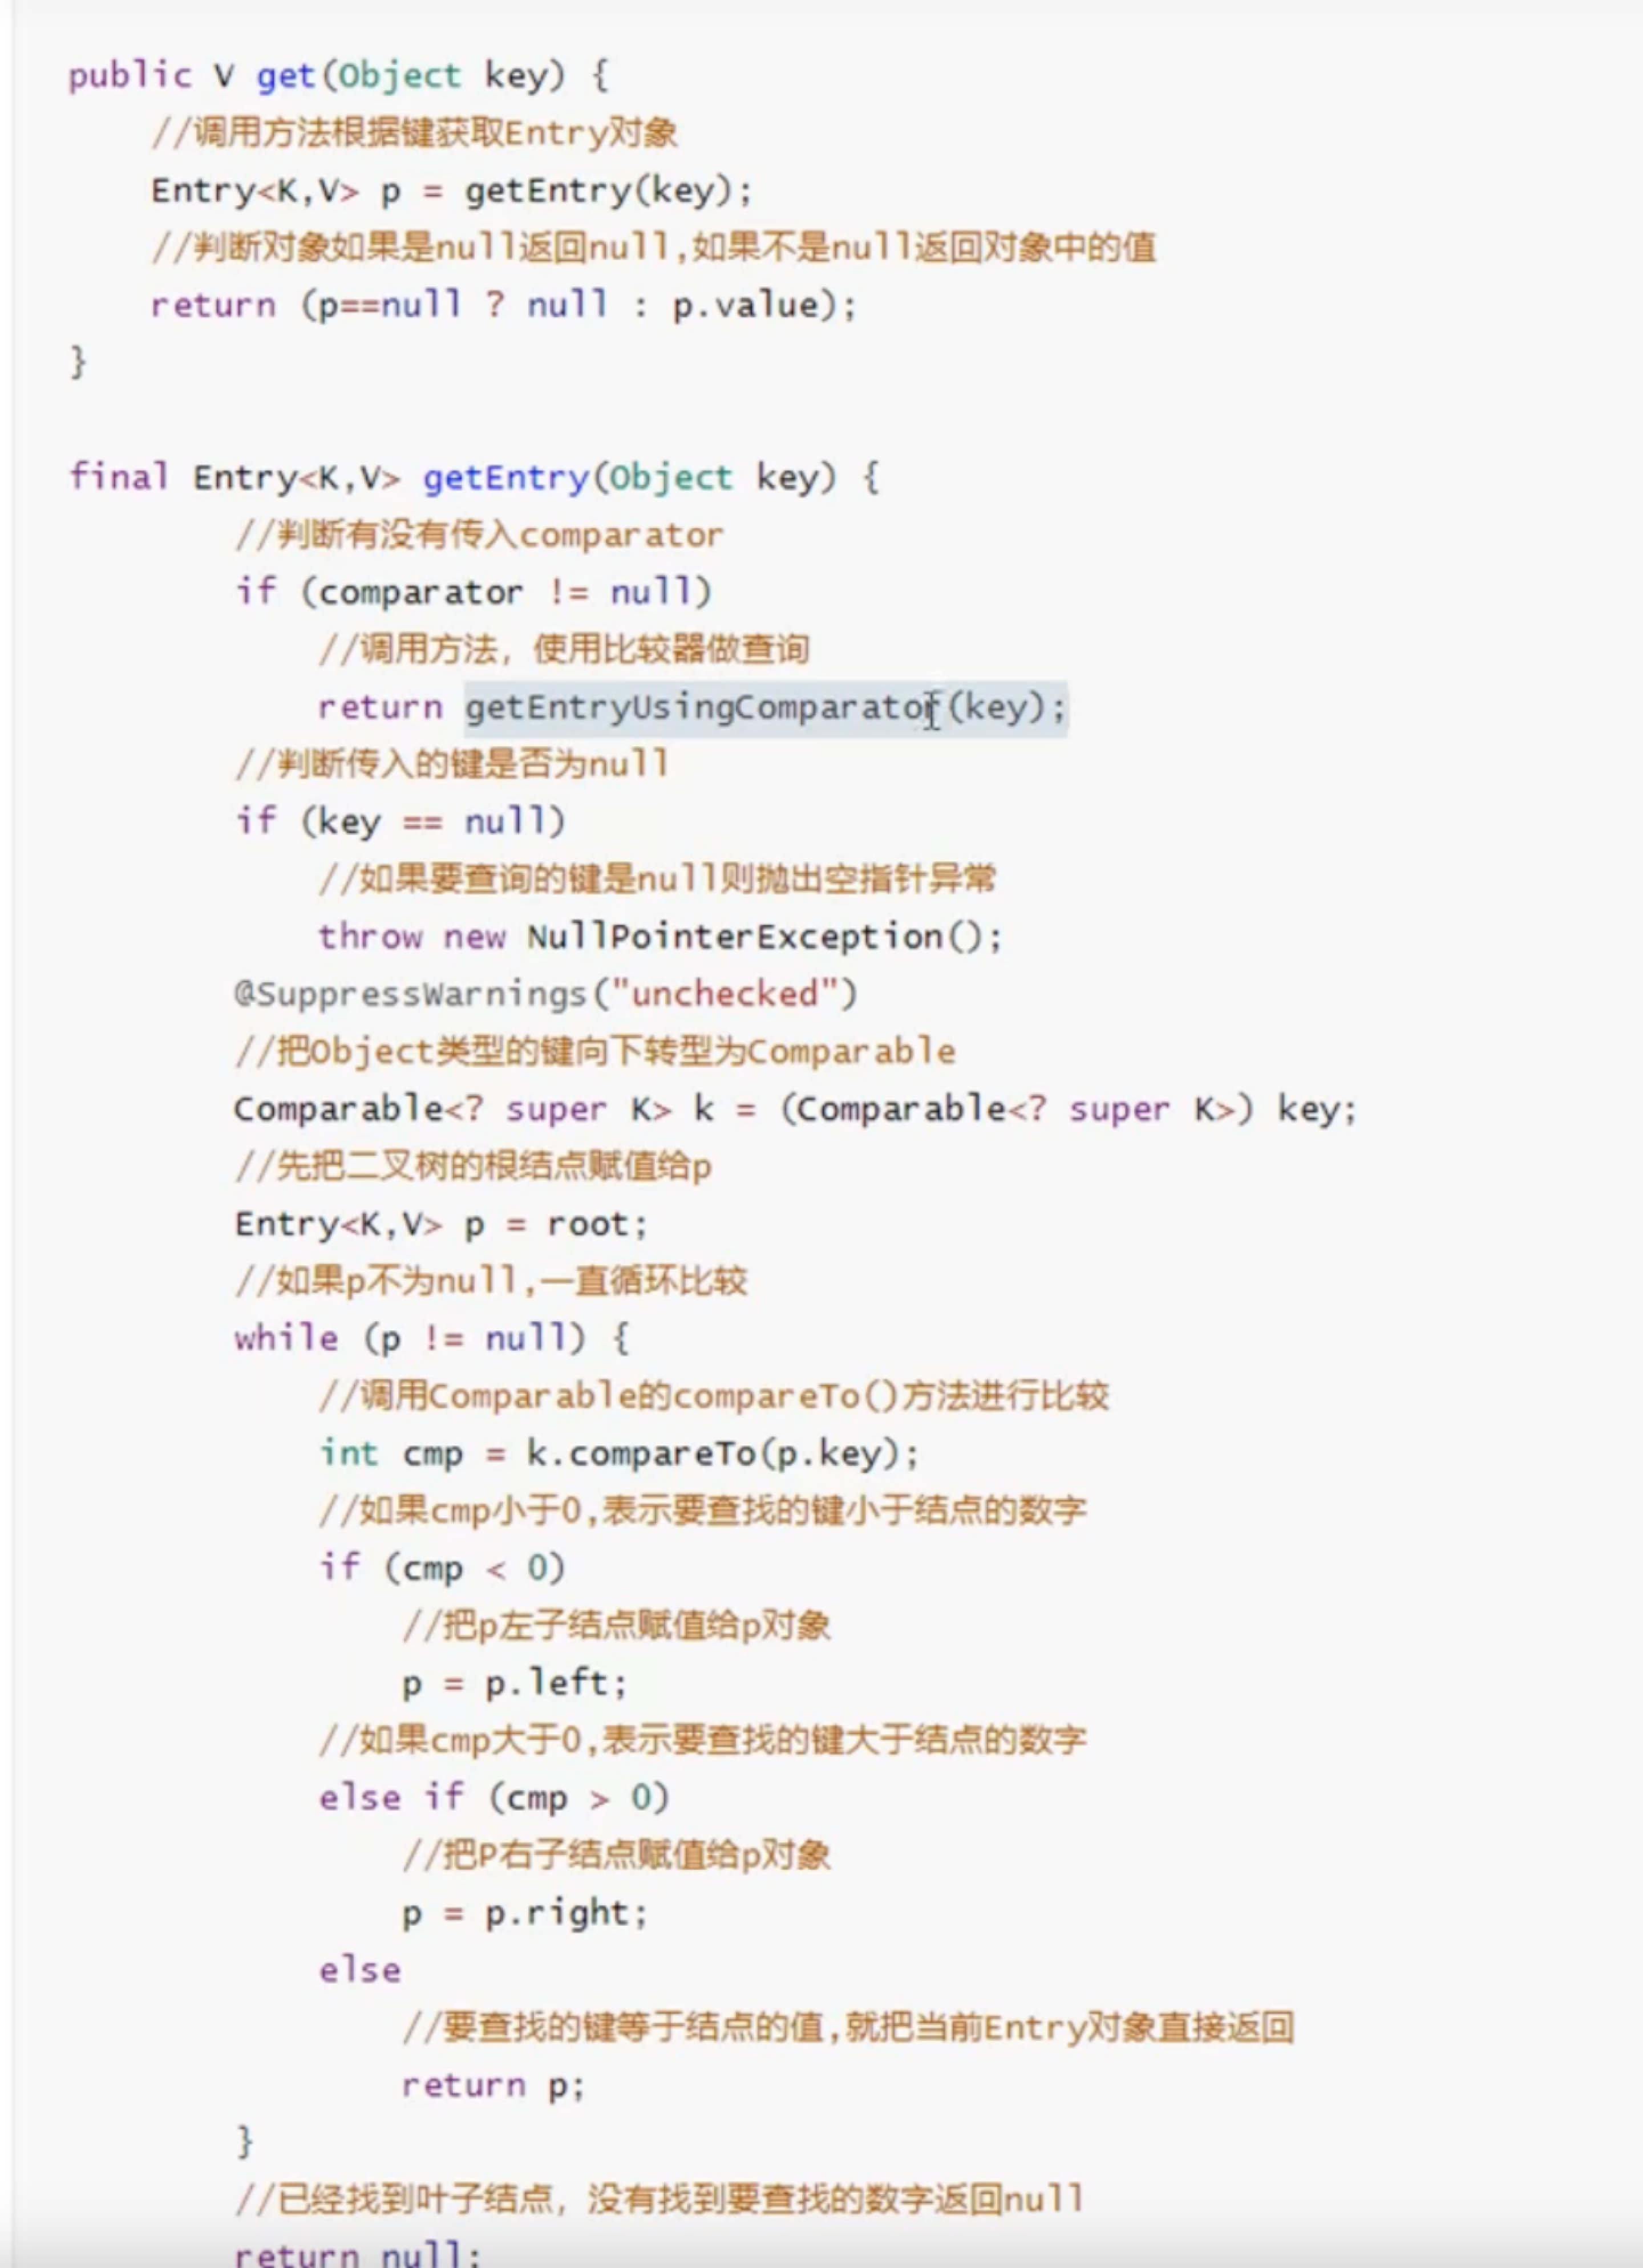 public V get(Object key) {
    //调用方法根据键获取Entry对象
    Entry<K,V> p = getEntry(key);
    //判断对象如果是null返回null,如果不是null返回对象中的值
    return (p==null ? null : p.value);
}
final Entry<K,V> getEntry(Object key) {
        //判断有没有传入comparator
        if (comparator != null)
            //调用方法，使用比较器做查询
            return getEntryUsingComparator(key);
        //判断传入的键是否为null
        if (key == null)
            //如果要查询的键是null则抛出空指针异常
            throw new NullPointerException();
        @SuppressWarnings("unchecked")
        //把Object类型的键向下转型为Comparable
        Comparable<? super K> k = (Comparable<? super K>) key;
        //先把二叉树的根结点赋值给p
        Entry<K,V> p = root;
        //如果p不为null,一直循环比较
        while (p != null) {
            //调用Comparable的compareTo()方法进行比较
            int cmp = k.compareTo(p.key);
            //如果cmp小于0,表示要查找的键小于结点的数字
            if (cmp < 0)
                //把p左子结点赋值给p对象
                p = p.left;
            //如果cmp大于0,表示要查找的键大于结点的数字
            else if (cmp > 0)
                //把P右子结点赋值给p对象
                p = p.right;
            else
                //要查找的键等于结点的值,就把当前Entry对象直接返回
                return p;
        }
        //已经找到叶子结点，没有找到要查找的数字返回null
        return null;